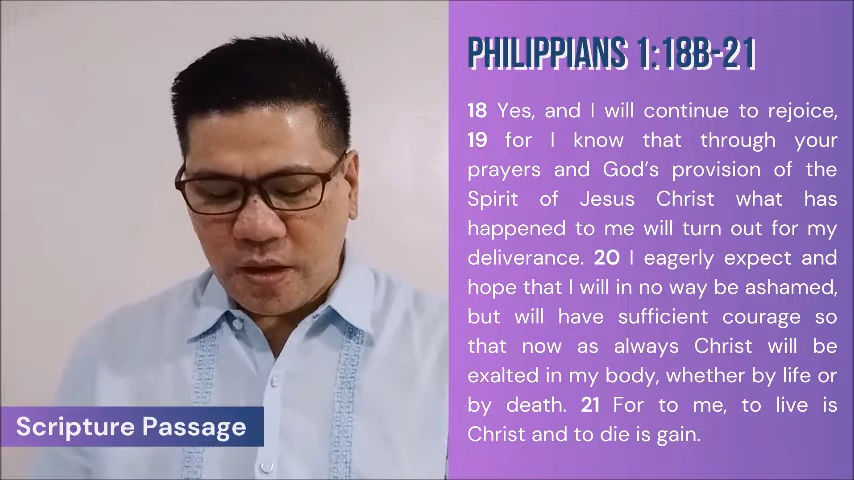 PHILIPPIANS 1:18B-21
18 Yes, and I will continue to rejoice,
19 for I know that through your
prayers and God's provision of the
Spirit of Jesus Christ what has
happened to me will turn out for my
deliverance. 20 I eagerly expect and
hope that I will in no way be ashamed,
but will have sufficient courage so
that now as always Christ will be
exalted in my body, whether by life or
by death. 21 For to me, to live is
Christ and to die is gain.
Scripture Passage